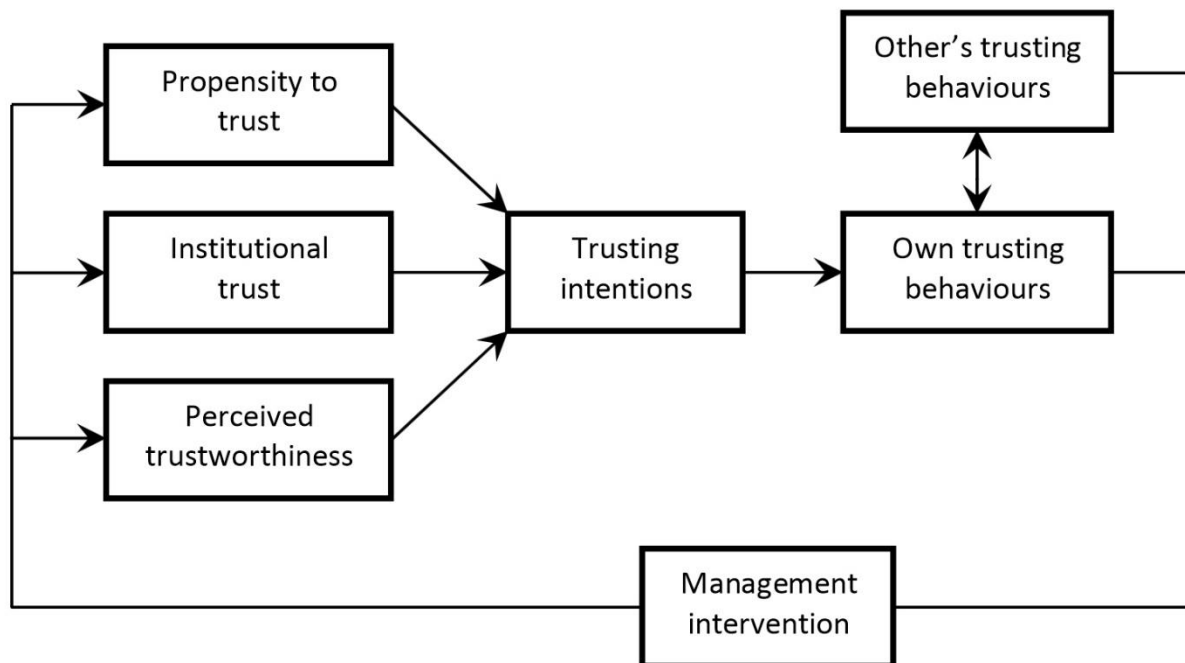 Propensity to
trust
Institutional
trust
Perceived
trustworthiness
Trusting
intentions
Other’s trusting
behaviours
Own trusting
behaviours
Management
intervention